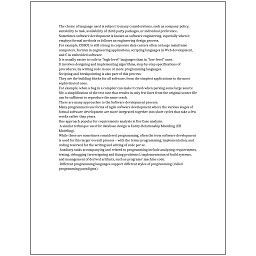 The choice of language used is subject to many considerations, such as company policy,
suitability to task, availability of third-party packages, or individual preference.
Sometimes software development is known as software engineering, especially when it
employs formal methods or follows an engineering design process.
For example, COBOL is still strong in corporate data centers often on large mainframe
computers, Fortran in engineering applications, scripting languages in Web development,
and C in embedded software.
It is usually easier to code in "high-level" languages than in "low-level" ones.
It involves designing and implementing algorithms, step-by-step specifications of
procedures, by writing code in one or more programming languages.
Scripting and breakpointing is also part of this process.
They are the building blocks for all software, from the simplest applications to the most
sophisticated ones.
For example, when a bug in a compiler can make it crash when parsing some large source
file, a simplification of the test case that results in only few lines from the original source file
can be sufficient to reproduce the same crash.
There are many approaches to the Software development process.
Many programmers use forms of Agile software development where the various stages of
formal software development are more integrated together into short cycles that take a few
weeks rather than years.
One approach popular for requirements analysis is Use Case analysis.
A similar technique used for database design is Entity-Relationship Modeling (ER
Modeling).
While these are sometimes considered programming, often the term software development
is used for this larger overall process – with the terms programming, implementation, and
coding reserved for the writing and editing of code per se.
Auxiliary tasks accompanying and related to programming include analyzing requirements,
testing, debugging (investigating and fixing problems), implementation of build systems,
and management of derived artifacts, such as programs' machine code.
Different programming languages support different styles of programming (called
programming paradigms).